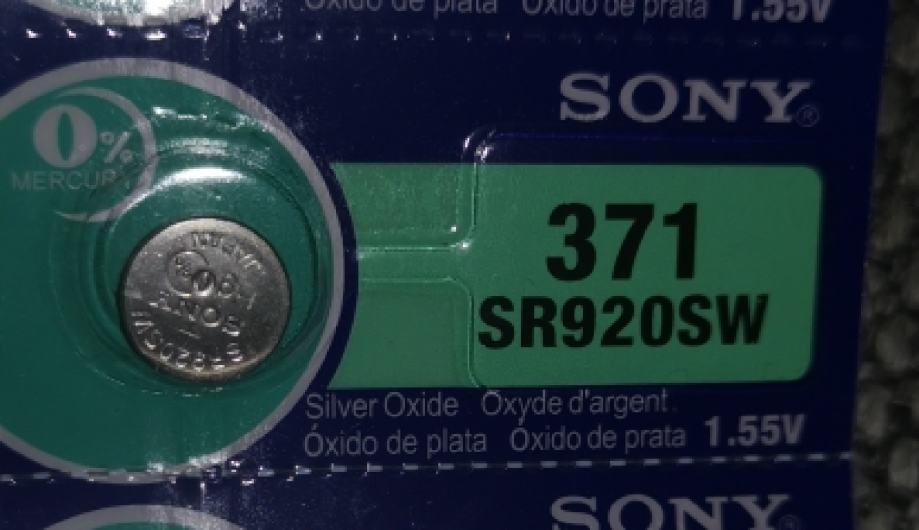 Óxido de plata Óxido de prata 1.55V
SONY®
0%
MERCURY
371
SR920SW
SONY
Silver Oxide Oxyde d'argent
Óxido de plata Óxido de prata 1.55V
SONY